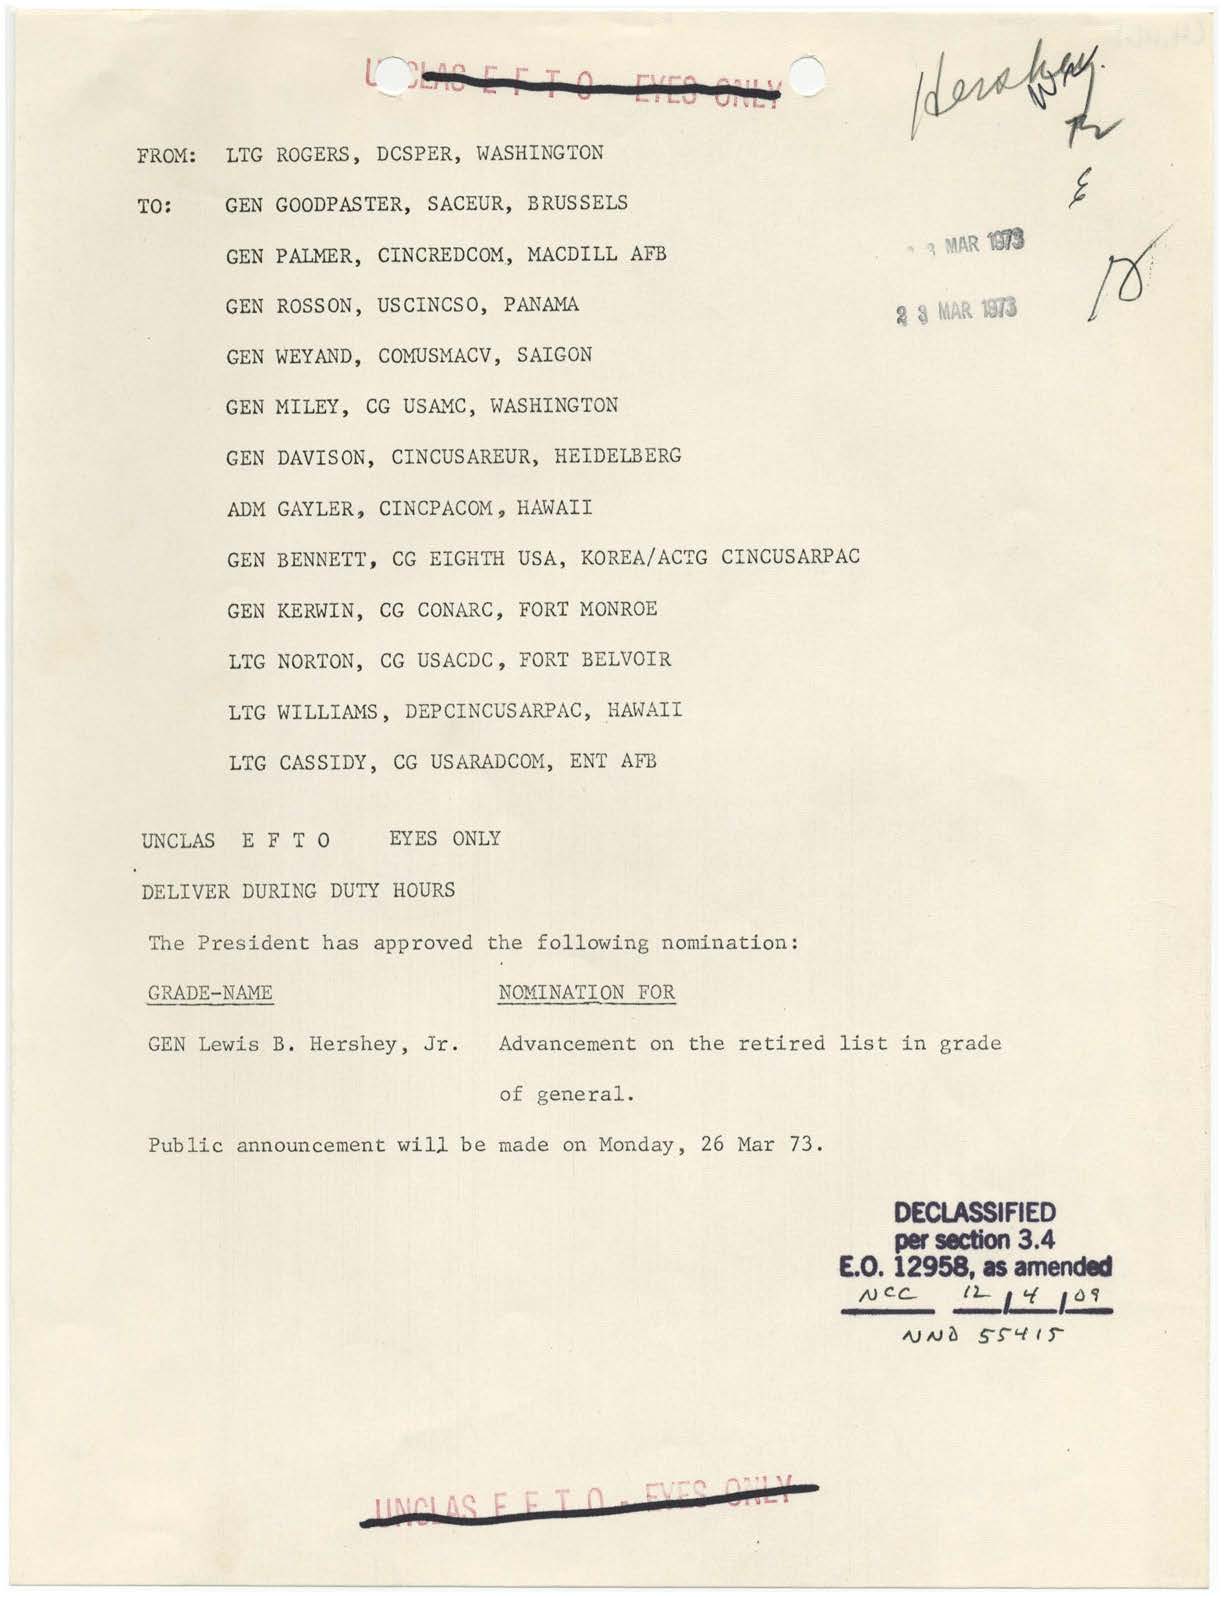 UNCLAS E F T O - EYES ONLY
Hershey
FROM: LTG ROGERS, DCSPER, WASHINGTON
TO: GEN GOODPASTER, SACEUR, BRUSSELS
GEN PALMER, CINCREDCOM, MACDILL AFB
MAR 1973
GEN ROSSON, USCINCSO, PANAMA
2 3 MAR 1973
GEN WEYAND, COMUSMACV, SAIGON
GEN MILEY, CG USAMC, WASHINGTON
GEN DAVISON, CINCUSAREUR, HEIDELBERG
ADM GAYLER, CINCPACOM, HAWAII
GEN BENNETT, CG EIGHTH USA, KOREA/ACTG CINCUSARPAC
GEN KERWIN, CG CONARC, FORT MONROE
LTG NORTON, CG USACDC, FORT BELVOIR
LTG WILLIAMS, DEPCINCUSARPAC, HAWAII
LTG CASSIDY, CG USARADCOM, ENT AFB
UNCLAS E F T O EYES ONLY
DELIVER DURING DUTY HOURS
The President has approved the following nomination:
GRADE-NAME NOMINATION FOR
GEN Lewis B. Hershey, Jr. Advancement on the retired list in grade
of general.
Public announcement will be made on Monday, 26 Mar 73.
DECLASSIFIED
per section 3.4
E.O. 12958, as amended
NCC 12/4/09
NND 55415
UNCLAS E F T O - EYES ONLY